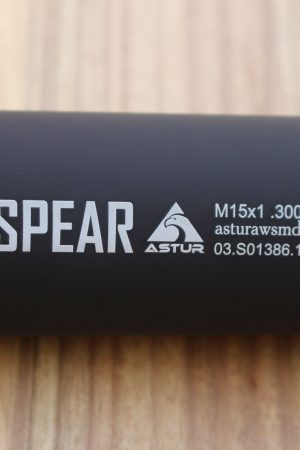 SPEAR
ASTUR
M15x1 .300
asturawsmd
03.S01386.1